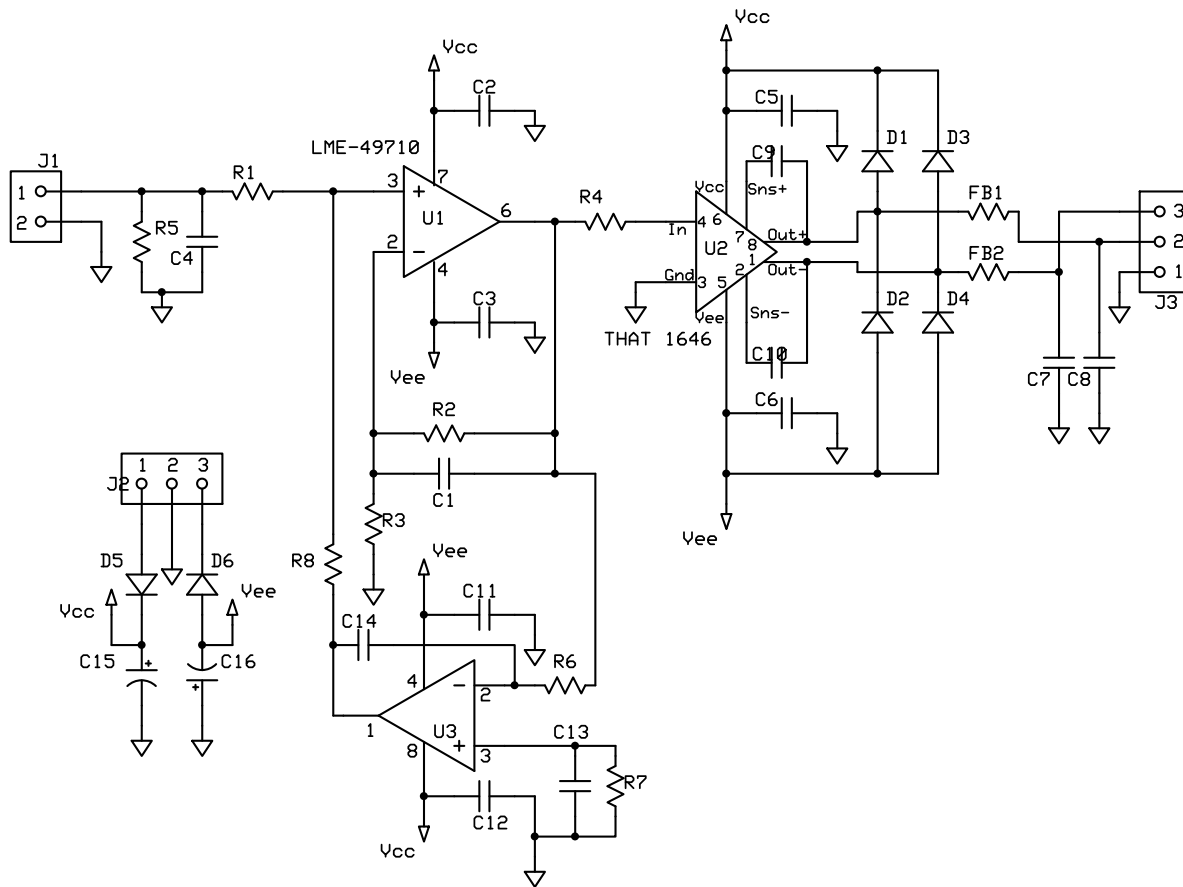 Vcc
Vcc
C2
C5
LME-49710
D1
D3
J1
7
C9
1
R1
3
+
Vcc
Sns+
R4
FB1
2
R5
C4
U1
6
4
6
In
7
8
Out+
3
2
-
U2
1
Out-
FB2
2
4
Gnd
3
5
2
1
C3
Vee
Sns-
D2
D4
J3
THAT 1646
Vee
C10
C7
C8
C6
R2
1
2
3
J2
C1
R3
Vee
D5
D6
R8
Vee
Vcc
C11
C14
C15
+
C16
+
R6
4
-
2
1
U3
+
3
8
C13
R7
C12
Vcc
Vee